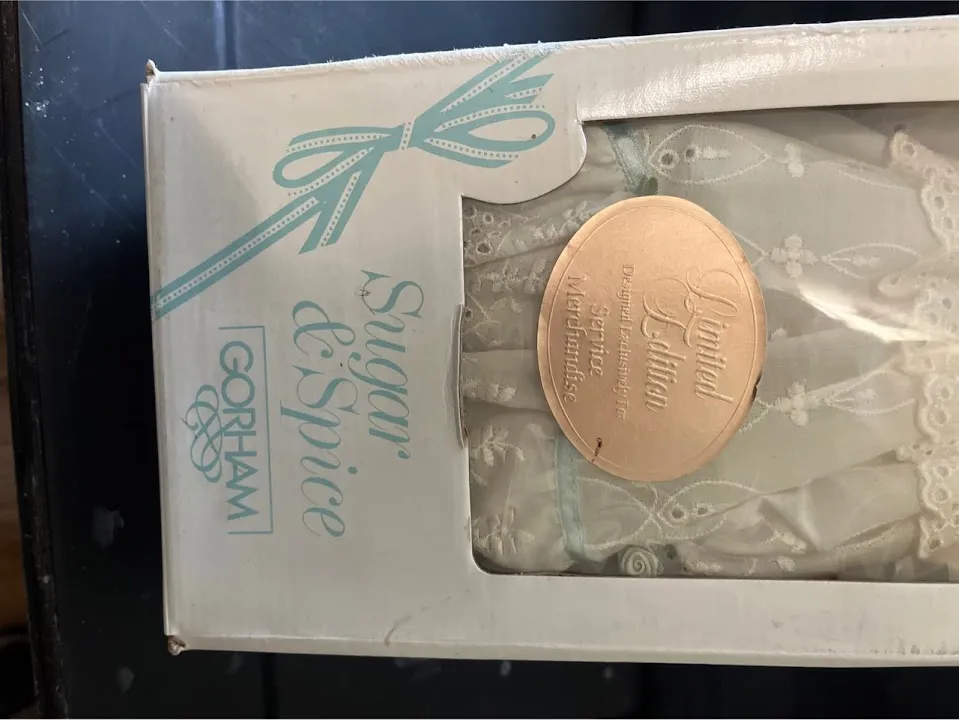 Sugar
& Spice
GORHAM
Limited
Edition
Designed Exclusively For
Service
Merchandise